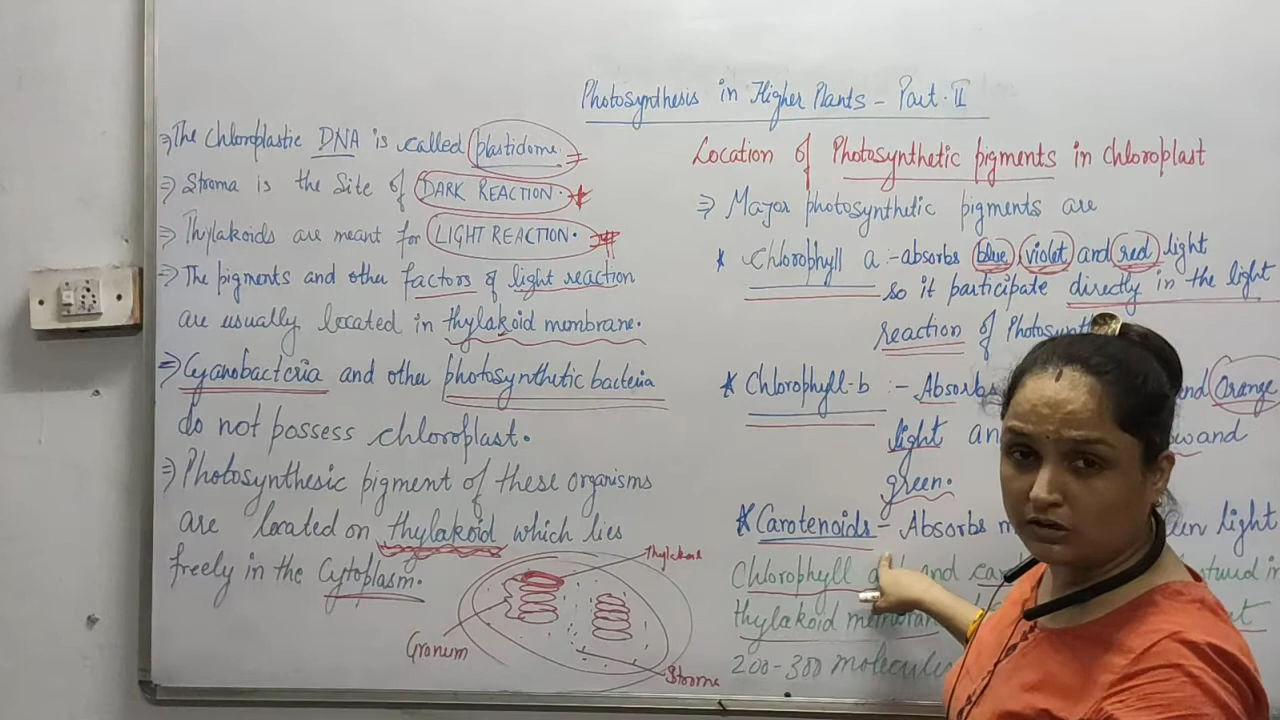 Photosynthesis in Higher Plants - Part II
⇒ The Chloroplastic DNA is called plastidome.
⇒ Stroma is the Site of DARK REACTION.
⇒ Thylakoids are meant for LIGHT REACTION.
⇒ The pigments and other factors of light reaction
are usually located in thylakoid membrane.
⇒ Cyanobacteria and other photosynthetic bacteria
do not possess chloroplast.
⇒ Photosynthesic pigment of these organisms
are located on thylakoid which lies
freely in the Cytoplasm.
Granum
Stroma
Location of Photosynthetic pigments in chloroplast
⇒ Major photosynthetic pigments are
* Chlorophyll a :- absorbs blue, violet and red light
so it participate directly in the light
reaction of
* Chlorophyll-b :- Absorbs Orange
light and
green.
* Carotenoids - Absorbs light
Chlorophyll and
thylakoid
200-300 molecules